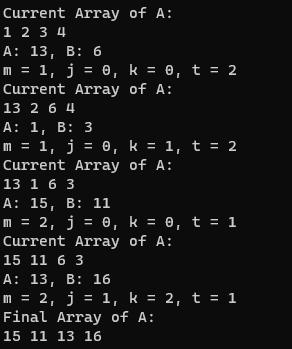 Current Array of A:
1 2 3 4
A: 13, B: 6
m = 1, j = 0, k = 0, t = 2
Current Array of A:
13 2 6 4
A: 1, B: 3
m = 1, j = 0, k = 1, t = 2
Current Array of A:
13 1 6 3
A: 15, B: 11
m = 2, j = 0, k = 0, t = 1
Current Array of A:
15 11 6 3
A: 13, B: 16
m = 2, j = 1, k = 2, t = 1
Final Array of A:
15 11 13 16